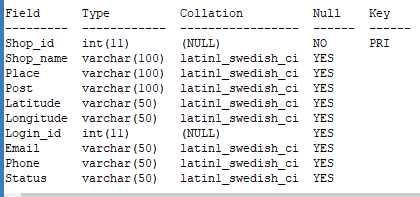 Field Type Collation Null Key
--------- ------------ ----------------- ------ ------
Shop_id int(11) (NULL) NO PRI
Shop_name varchar(100) latin1_swedish_ci YES
Place varchar(100) latin1_swedish_ci YES
Post varchar(100) latin1_swedish_ci YES
Latitude varchar(50) latin1_swedish_ci YES
Longitude varchar(50) latin1_swedish_ci YES
Login_id int(11) (NULL) YES
Email varchar(50) latin1_swedish_ci YES
Phone varchar(50) latin1_swedish_ci YES
Status varchar(50) latin1_swedish_ci YES